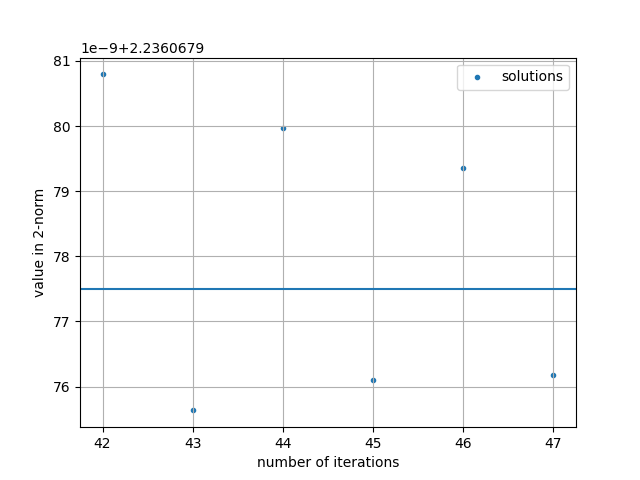 1e−9+2.2360679
81
80
79
78
77
76
value in 2-norm
solutions
42 43 44 45 46 47
number of iterations